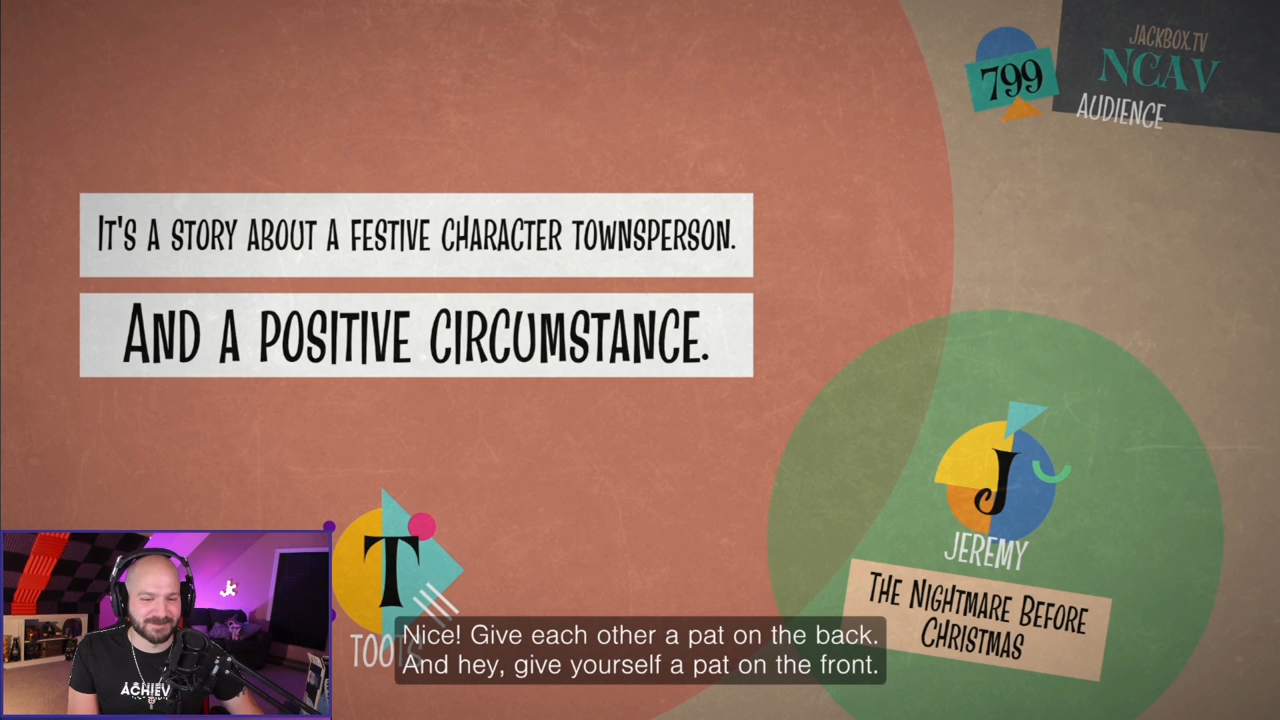 JACKBOX.TV
799
NCAV
AUDIENCE
IT'S A STORY ABOUT A FESTIVE CHARACTER TOWNSPERSON.
AND A POSITIVE CIRCUMSTANCE.
J
JEREMY
THE NIGHTMARE BEFORE
CHRISTMAS
T
Nice! Give each other a pat on the back.
And hey, give yourself a pat on the front.
ACHIEV